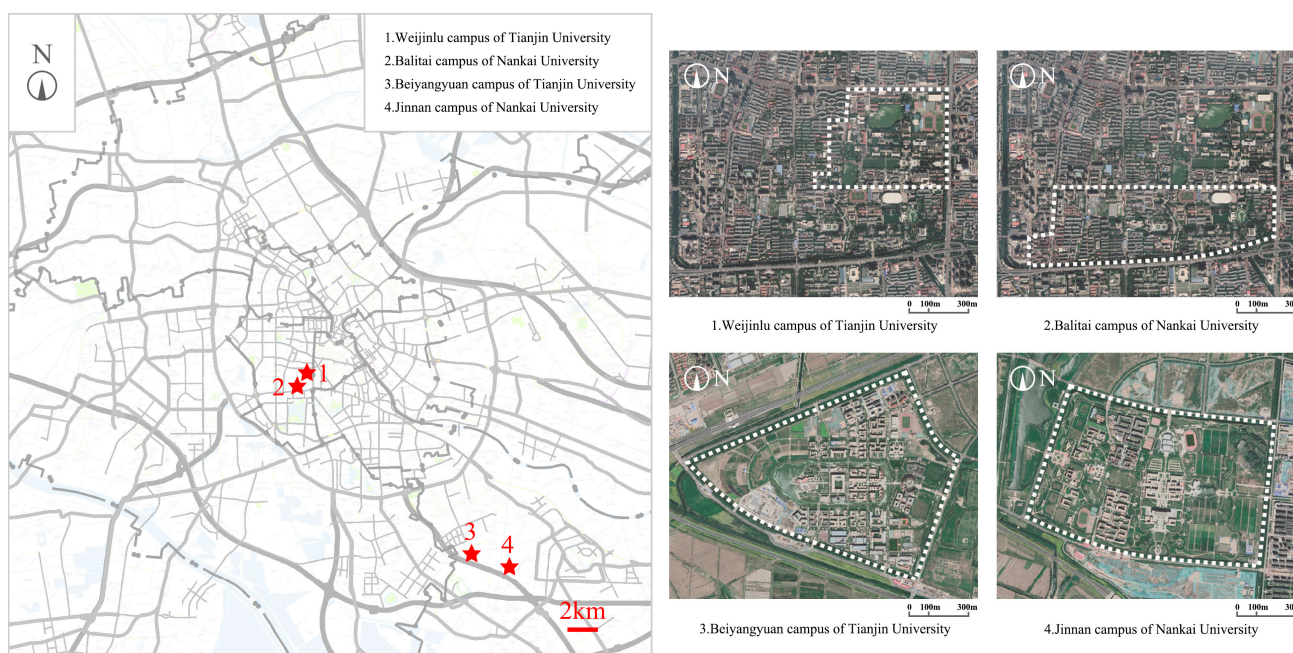 N
1.Weijinlu campus of Tianjin University
2.Balitai campus of Nankai University
3.Beiyangyuan campus of Tianjin University
4.Jinnan campus of Nankai University
1
2
3
4
2km
N
0 100m 300m
1.Weijinlu campus of Tianjin University
N
0 100m
2.Balitai campus of Nankai University
N
0 100m 300m
3.Beiyangyuan campus of Tianjin University
N
0 100m
4.Jinnan campus of Nankai University